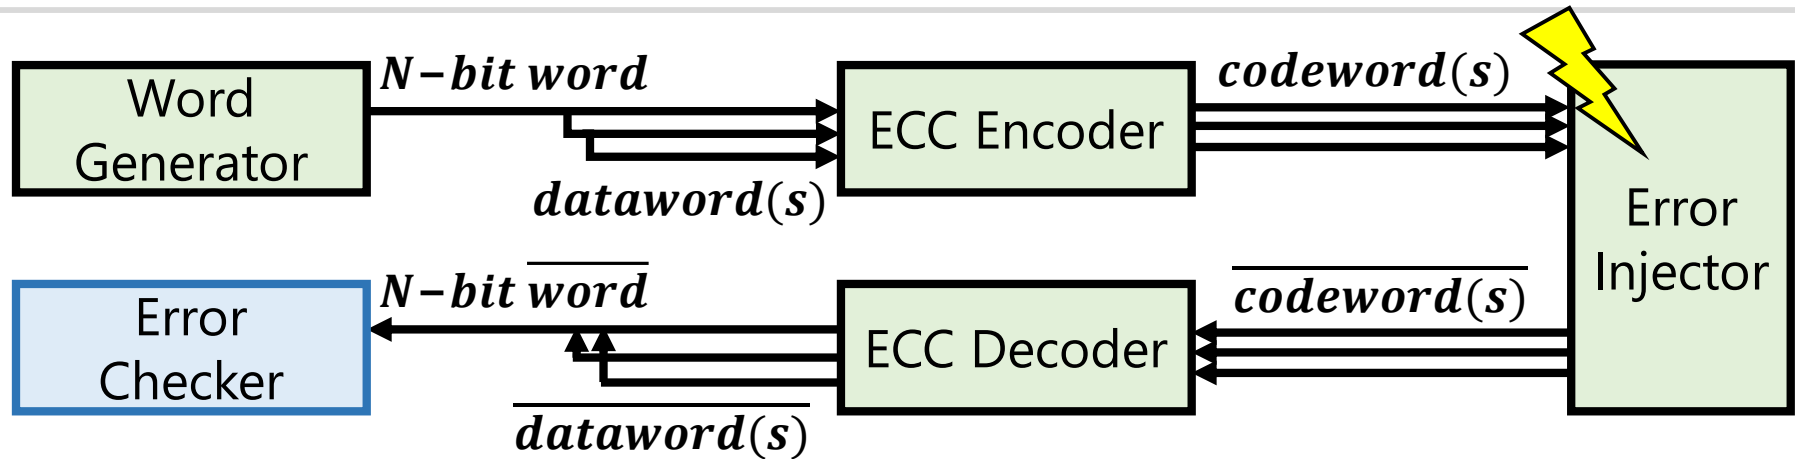 N-bit word
codeword(s)
Word
Generator
ECC Encoder
dataword(s)
Error
Injector
N-bit word
codeword(s)
Error
Checker
ECC Decoder
dataword(s)